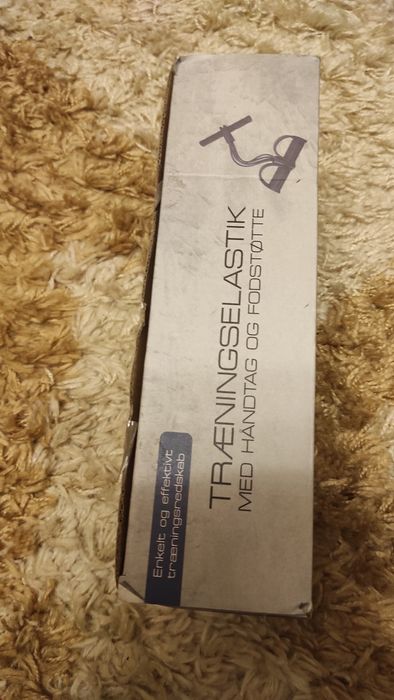 TRÆNINGSELASTIK
MED HÅNDTAG OG FODSTØTTE
Enkelt og effektivt
træningsredskab